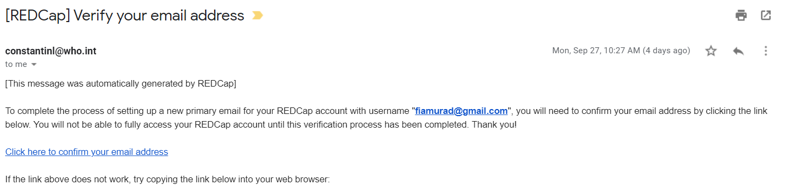 [REDCap] Verify your email address
constantinl@who.int
Mon, Sep 27, 10:27 AM (4 days ago)
to me
[This message was automatically generated by REDCap]
To complete the process of setting up a new primary email for your REDCap account with username "fiamurad@gmail.com", you will need to confirm your email address by clicking the link
below. You will not be able to fully access your REDCap account until this verification process has been completed. Thank you!
Click here to confirm your email address
If the link above does not work, try copying the link below into your web browser: